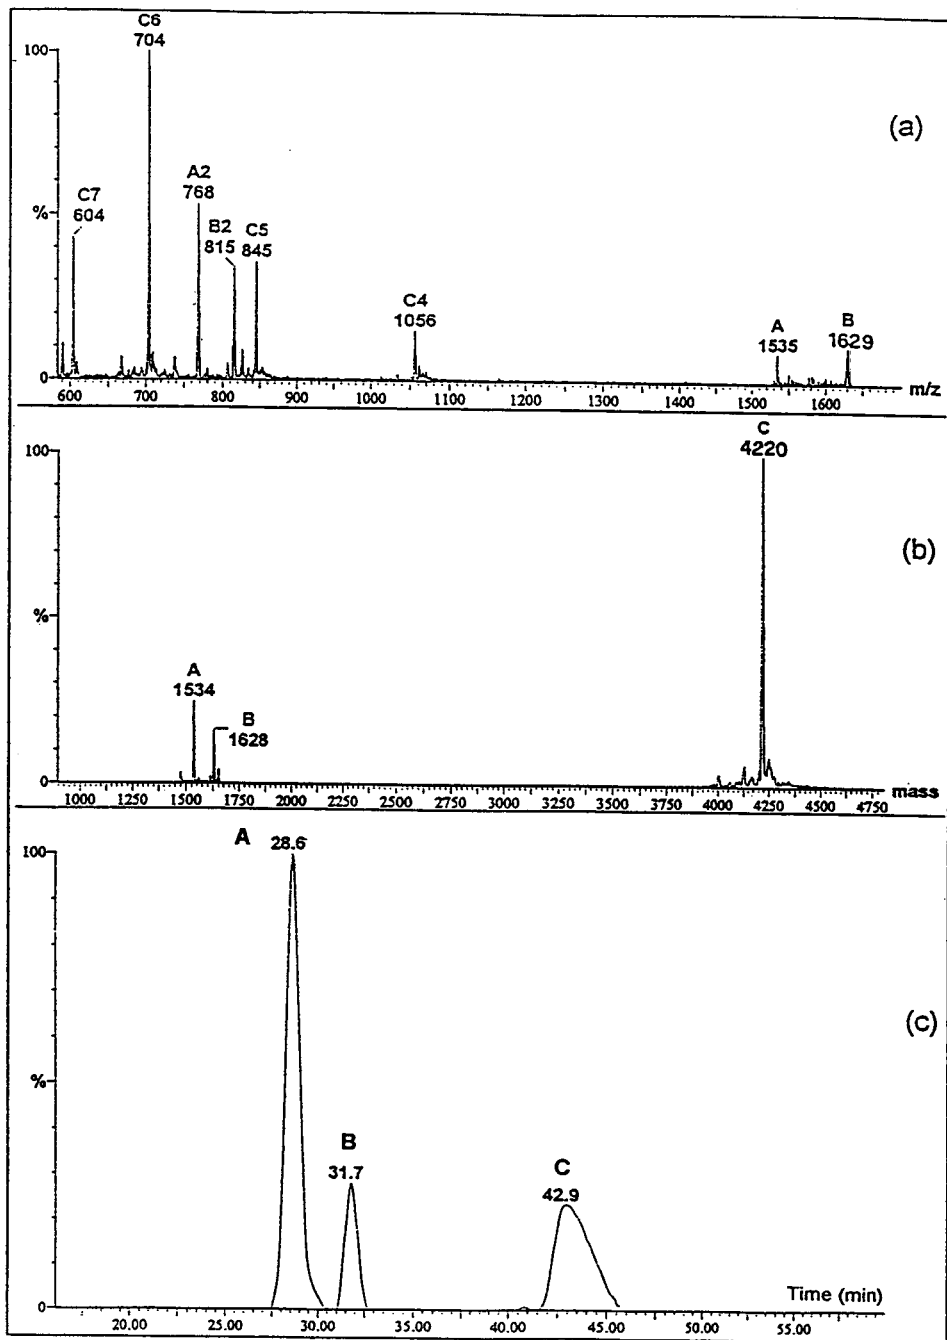 C6
704
100
(a)
A2
768
C7
604
%
B2
815
C5
845
C4
1056
A
1535
B
1629
0
600 700 800 900 1000 1100 1200 1300 1400 1500 1600 m/z
C
4220
100
(b)
%
A
1534
B
1628
0
1000 1250 1500 1750 2000 2250 2500 2750 3000 3250 3500 3750 4000 4250 4500 4750 mass
A 28.6
100
(c)
%
B
31.7
C
42.9
Time (min)
0
20.00 25.00 30.00 35.00 40.00 45.00 50.00 55.00